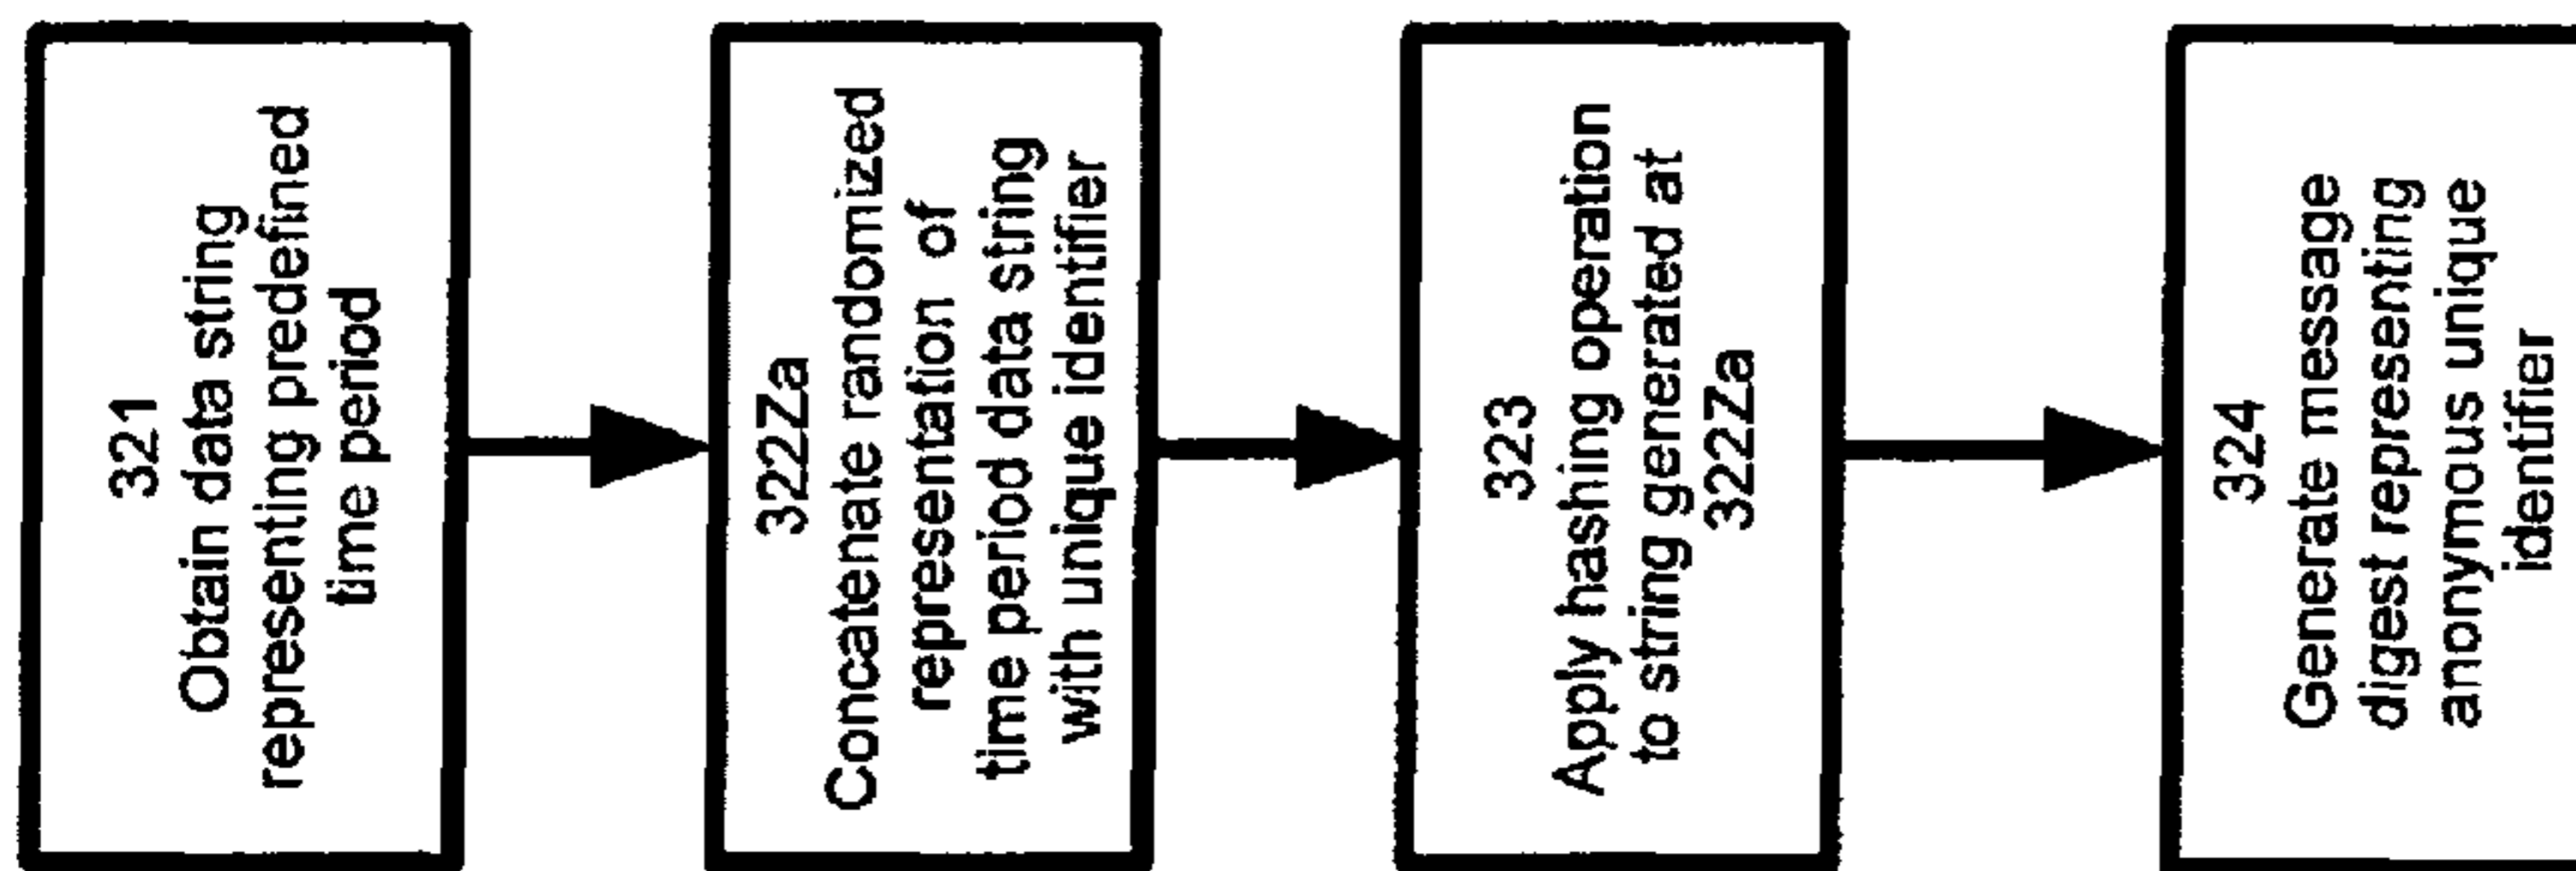 321
Obtain data string
representing predefined
time period
322Za
Concatenate randomized
representation of
time period data string
with unique identifier
323
Apply hashing operation
to string generated at
322Za
324
Generate message
digest representing
anonymous unique
identifier